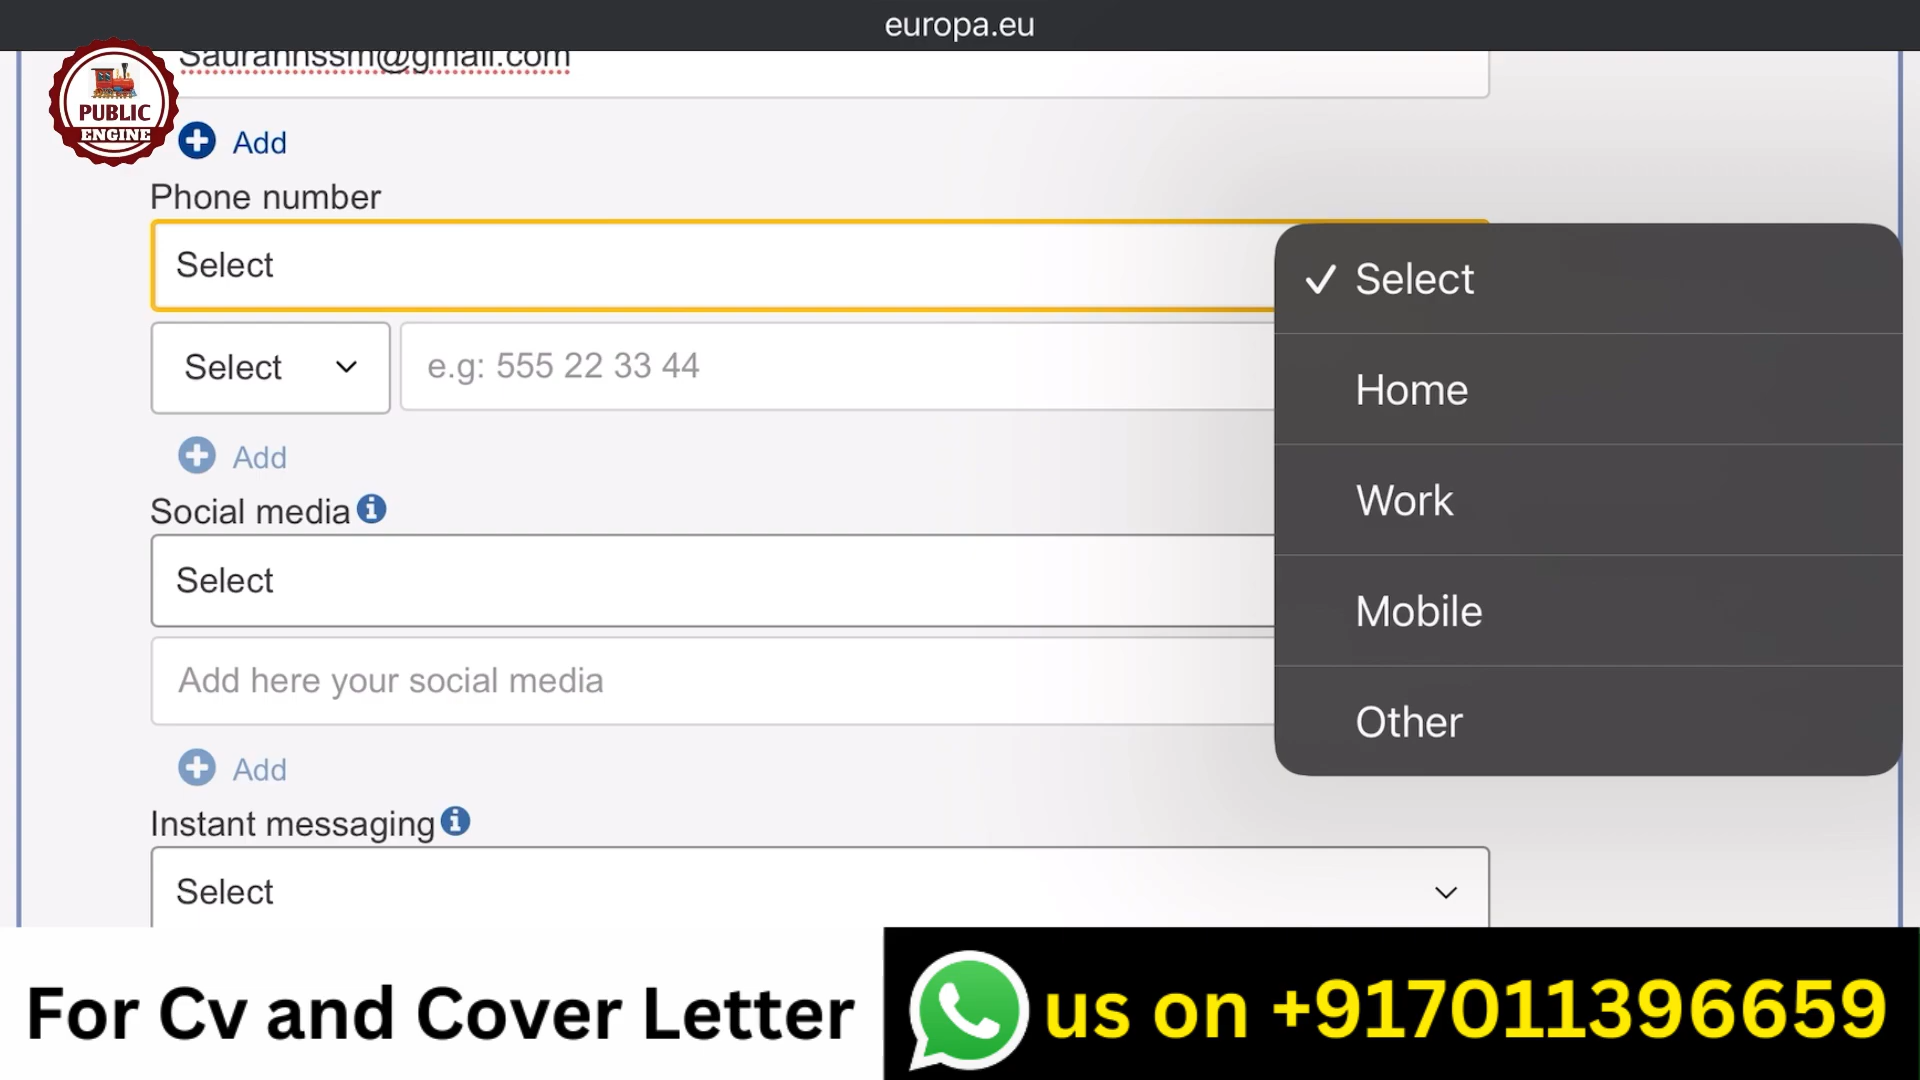 europa.eu
PUBLIC
ENGINE
Add
Phone number
Select
Select
e.g: 555 22 33 44
Add
Social media
Select
Add here your social media
Add
Instant messaging
Select
Select
Home
Work
Mobile
Other
For Cv and Cover Letter
us on +917011396659